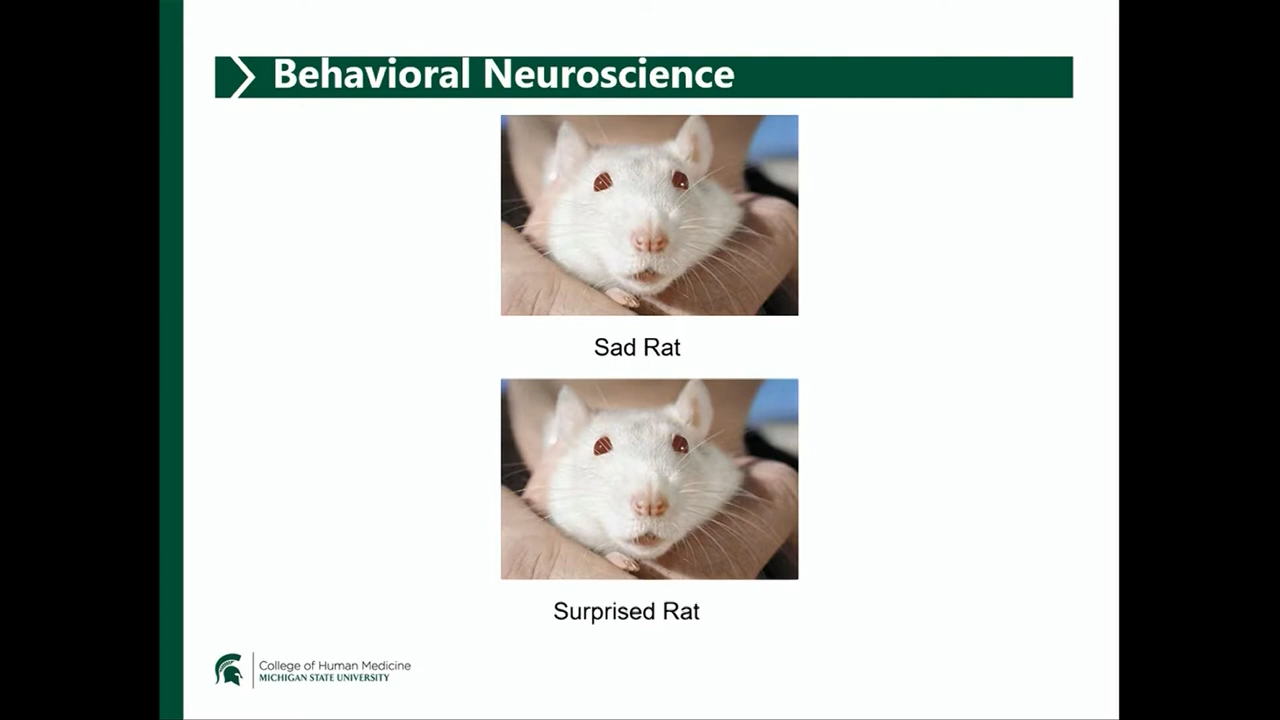 Behavioral Neuroscience
Sad Rat
Surprised Rat
College of Human Medicine
MICHIGAN STATE UNIVERSITY